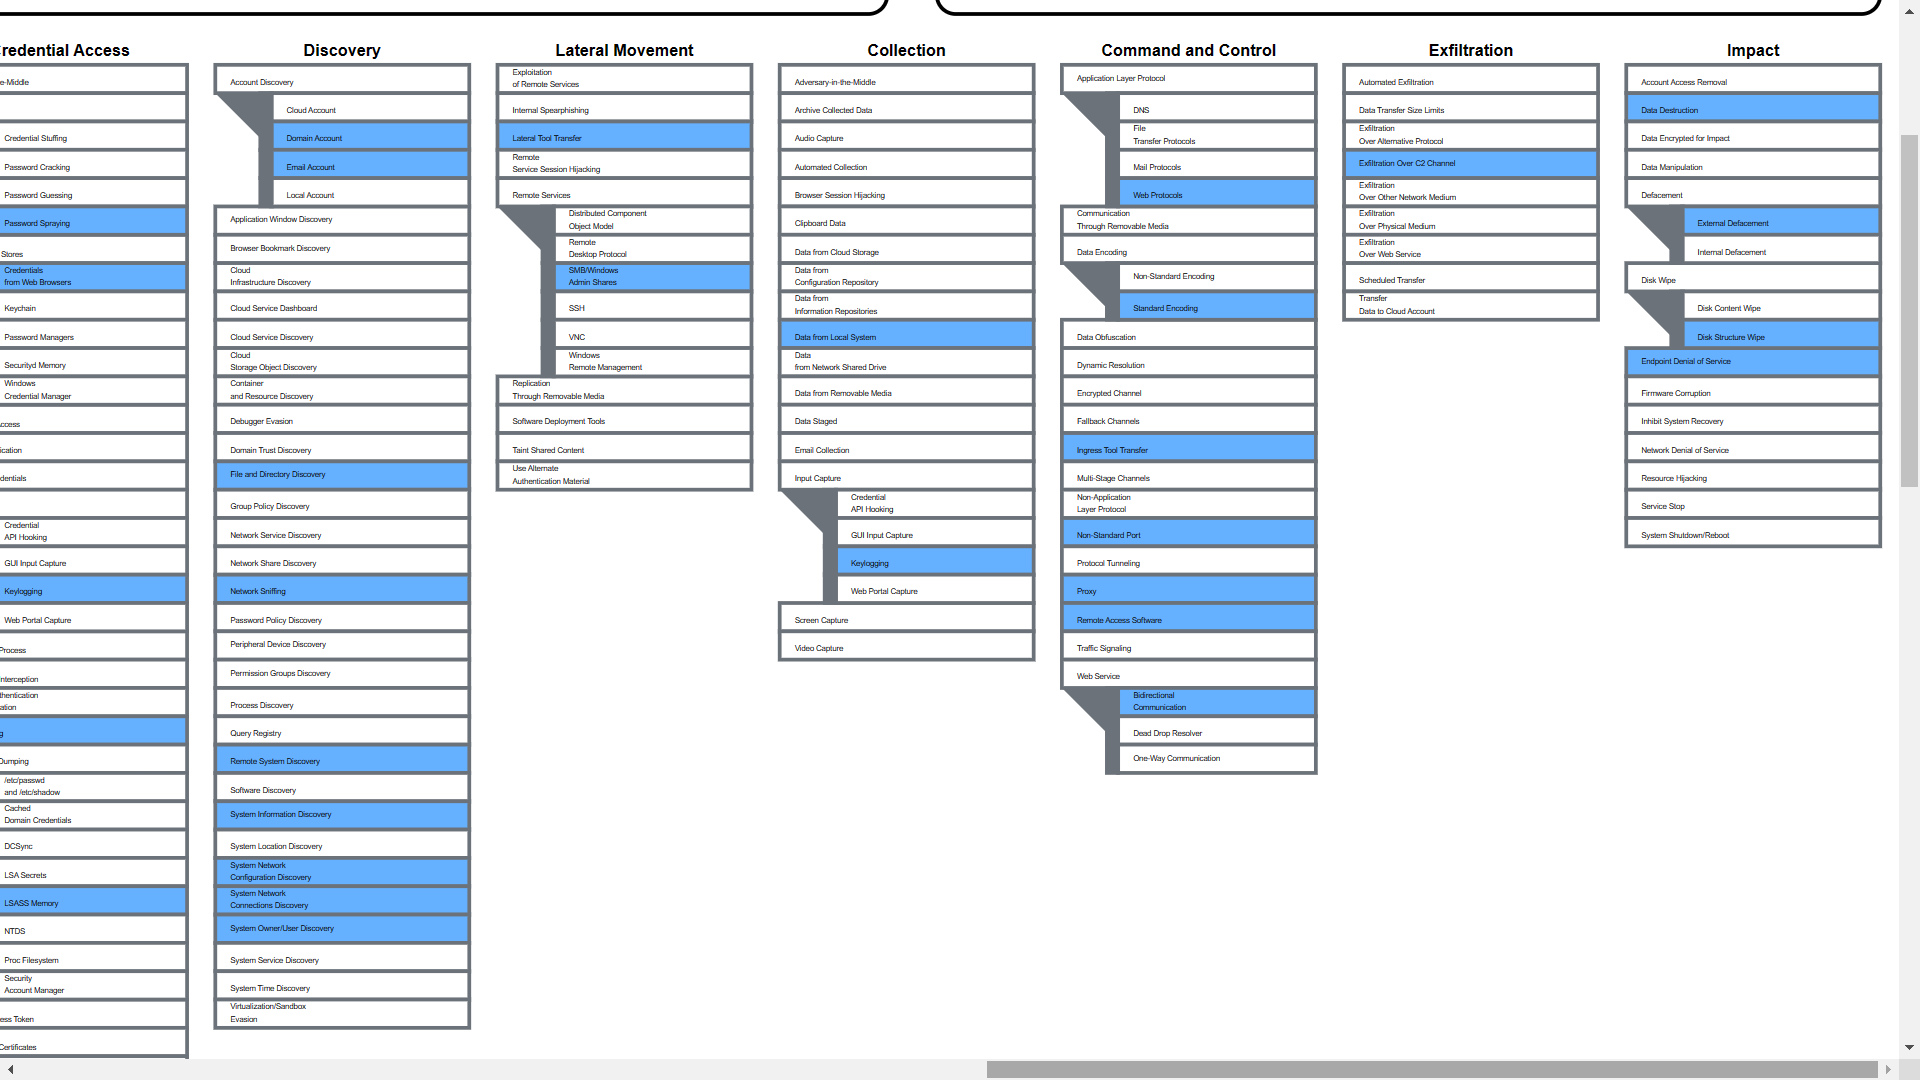 redential Access
e-Middle
Credential Stuffing
Password Cracking
Password Guessing
Password Spraying
Stores
Credentials
from Web Browsers
Keychain
Password Managers
Securityd Memory
Windows
Credential Manager
ccess
ication
dentials
Credential
API Hooking
GUI Input Capture
Keylogging
Web Portal Capture
Process
nterception
thentication
ation
g
Dumping
/etc/passwd
and /etc/shadow
Cached
Domain Credentials
DCSync
LSA Secrets
LSASS Memory
NTDS
Proc Filesystem
Security
Account Manager
ess Token
Certificates
Discovery
Account Discovery
Cloud Account
Domain Account
Email Account
Local Account
Application Window Discovery
Browser Bookmark Discovery
Cloud
Infrastructure Discovery
Cloud Service Dashboard
Cloud Service Discovery
Cloud
Storage Object Discovery
Container
and Resource Discovery
Debugger Evasion
Domain Trust Discovery
File and Directory Discovery
Group Policy Discovery
Network Service Discovery
Network Share Discovery
Network Sniffing
Password Policy Discovery
Peripheral Device Discovery
Permission Groups Discovery
Process Discovery
Query Registry
Remote System Discovery
Software Discovery
System Information Discovery
System Location Discovery
System Network
Configuration Discovery
System Network
Connections Discovery
System Owner/User Discovery
System Service Discovery
System Time Discovery
Virtualization/Sandbox
Evasion
Lateral Movement
Exploitation
of Remote Services
Internal Spearphishing
Lateral Tool Transfer
Remote
Service Session Hijacking
Remote Services
Distributed Component
Object Model
Remote
Desktop Protocol
SMB/Windows
Admin Shares
SSH
VNC
Windows
Remote Management
Replication
Through Removable Media
Software Deployment Tools
Taint Shared Content
Use Alternate
Authentication Material
Collection
Adversary-in-the-Middle
Archive Collected Data
Audio Capture
Automated Collection
Browser Session Hijacking
Clipboard Data
Data from Cloud Storage
Data from
Configuration Repository
Data from
Information Repositories
Data from Local System
Data
from Network Shared Drive
Data from Removable Media
Data Staged
Email Collection
Input Capture
Credential
API Hooking
GUI Input Capture
Keylogging
Web Portal Capture
Screen Capture
Video Capture
Command and Control
Application Layer Protocol
DNS
File
Transfer Protocols
Mail Protocols
Web Protocols
Communication
Through Removable Media
Data Encoding
Non-Standard Encoding
Standard Encoding
Data Obfuscation
Dynamic Resolution
Encrypted Channel
Fallback Channels
Ingress Tool Transfer
Multi-Stage Channels
Non-Application
Layer Protocol
Non-Standard Port
Protocol Tunneling
Proxy
Remote Access Software
Traffic Signaling
Web Service
Bidirectional
Communication
Dead Drop Resolver
One-Way Communication
Exfiltration
Automated Exfiltration
Data Transfer Size Limits
Exfiltration
Over Alternative Protocol
Exfiltration Over C2 Channel
Exfiltration
Over Other Network Medium
Exfiltration
Over Physical Medium
Exfiltration
Over Web Service
Scheduled Transfer
Transfer
Data to Cloud Account
Impact
Account Access Removal
Data Destruction
Data Encrypted for Impact
Data Manipulation
Defacement
External Defacement
Internal Defacement
Disk Wipe
Disk Content Wipe
Disk Structure Wipe
Endpoint Denial of Service
Firmware Corruption
Inhibit System Recovery
Network Denial of Service
Resource Hijacking
Service Stop
System Shutdown/Reboot